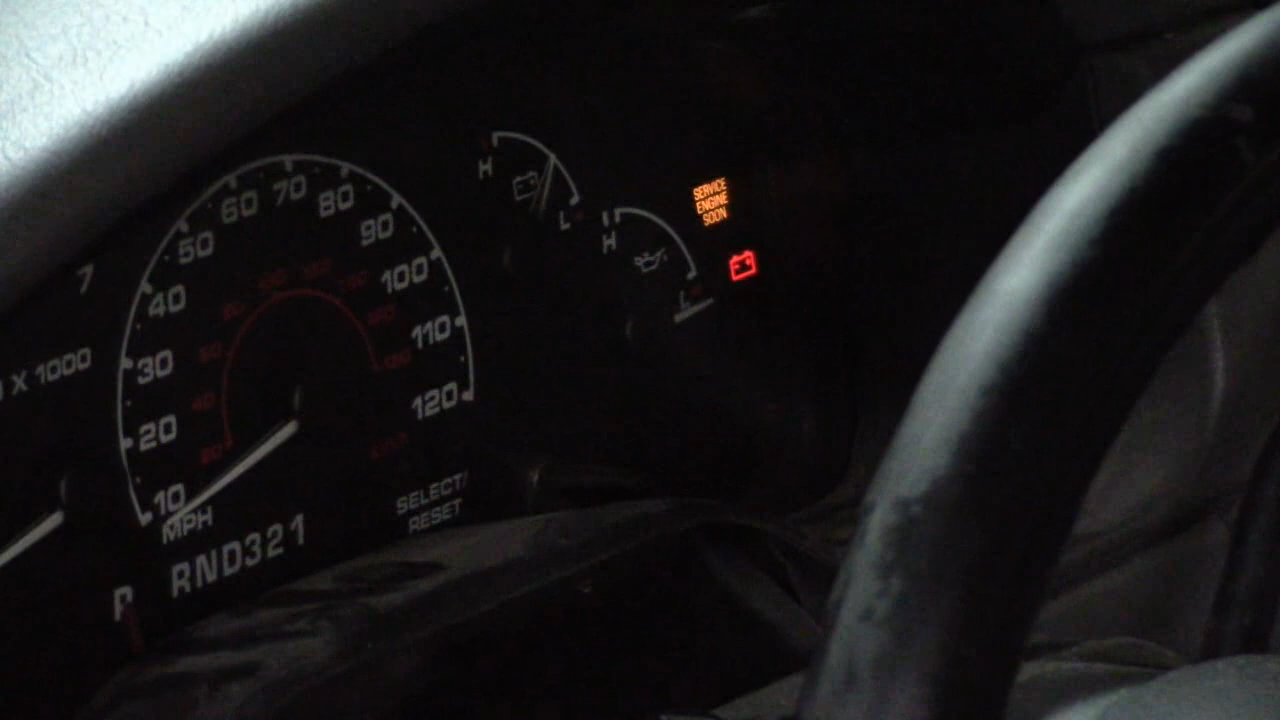 7
X 1000
10
20
30
40
50
60
70
80
90
100
110
120
MPH
P RND321
SELECT/
RESET
H
L
H
L
SERVICE
ENGINE
SOON